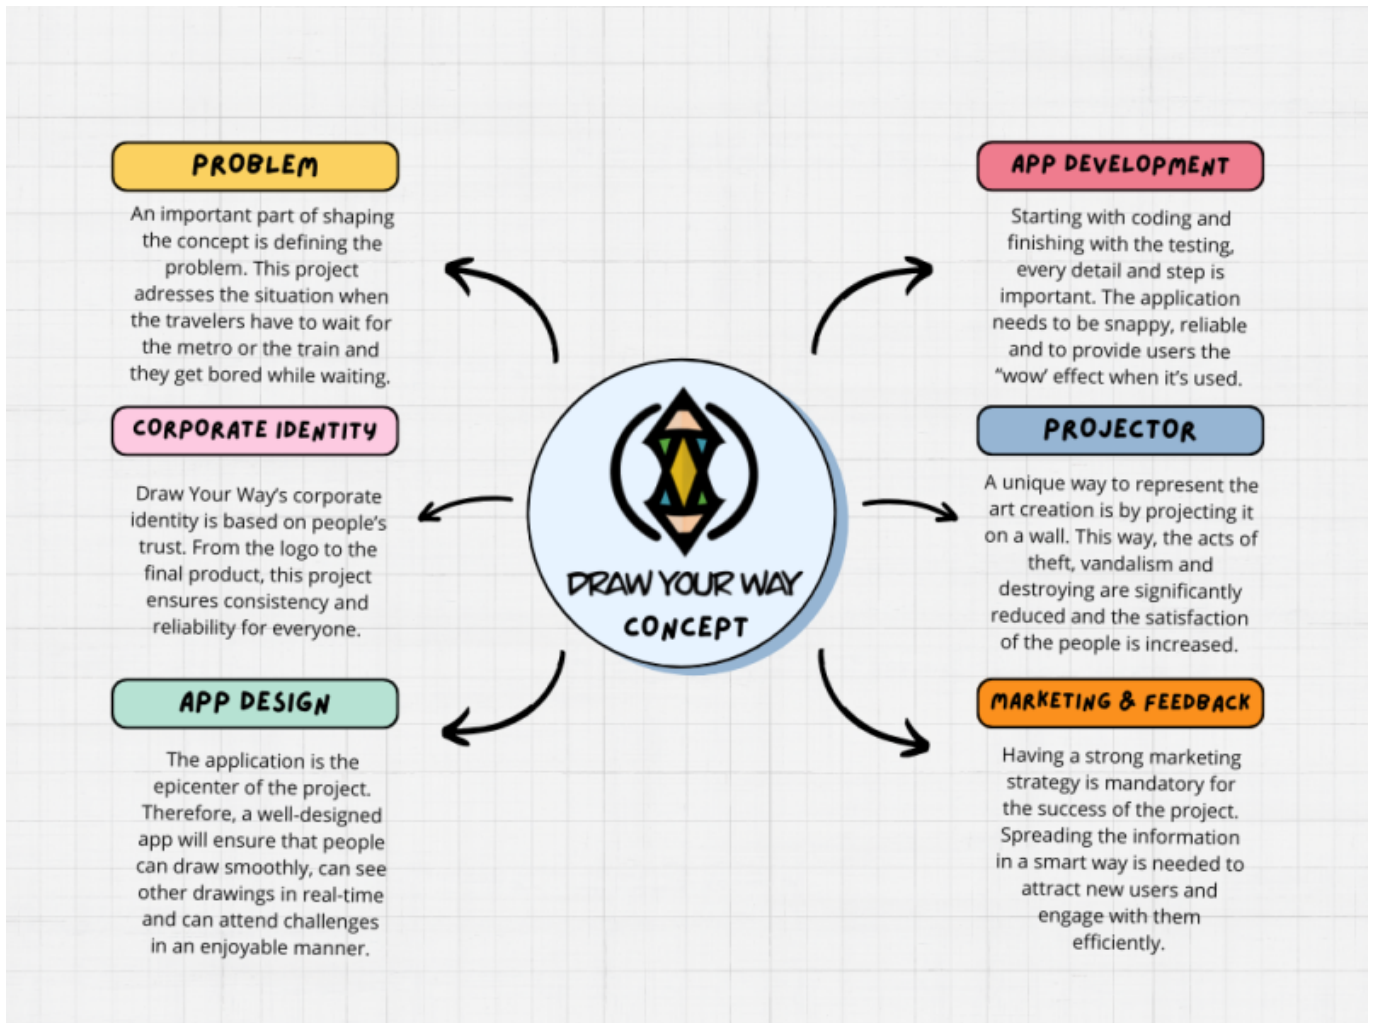 PROBLEM
An important part of shaping
the concept is defining the
problem. This project
adresses the situation when
the travelers have to wait for
the metro or the train and
they get bored while waiting.
CORPORATE IDENTITY
Draw Your Way's corporate
identity is based on people's
trust. From the logo to the
final product, this project
ensures consistency and
reliability for everyone.
APP DESIGN
The application is the
epicenter of the project.
Therefore, a well-designed
app will ensure that people
can draw smoothly, can see
other drawings in real-time
and can attend challenges
in an enjoyable manner.
DRAW YOUR WAY
CONCEPT
APP DEVELOPMENT
Starting with coding and
finishing with the testing,
every detail and step is
important. The application
needs to be snappy, reliable
and to provide users the
“wow’ effect when it's used.
PROJECTOR
A unique way to represent the
art creation is by projecting it
on a wall. This way, the acts of
theft, vandalism and
destroying are significantly
reduced and the satisfaction
of the people is increased.
MARKETING & FEEDBACK
Having a strong marketing
strategy is mandatory for
the success of the project.
Spreading the information
in a smart way is needed to
attract new users and
engage with them
efficiently.